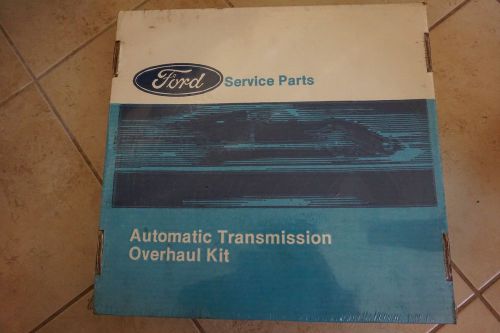 Ford
Service Parts
Automatic Transmission
Overhaul Kit